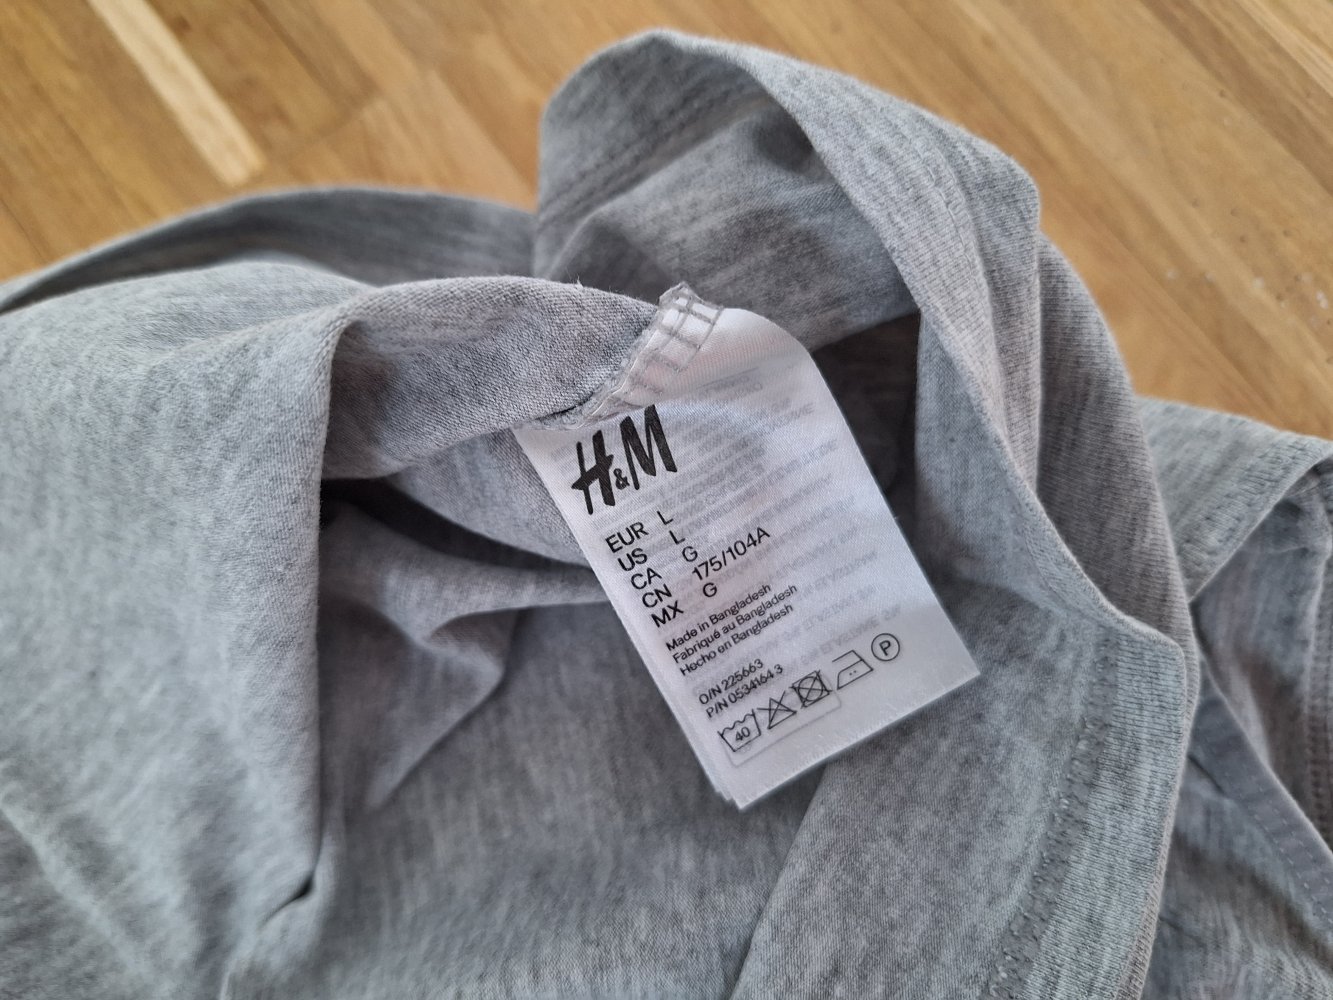 H&M
EUR L
US L
CA G
CN 175/104A
MX G
Made in Bangladesh
Fabriqué au Bangladesh
Hecho en Bangladesh
O/N 225663
P/N 0534164 3
40
P